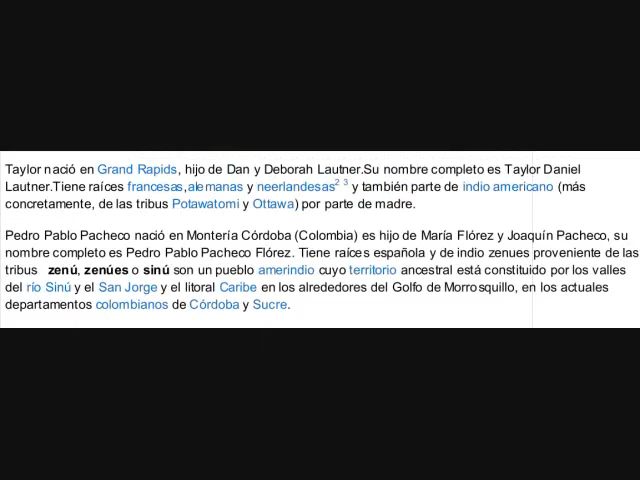 Taylor nació en Grand Rapids, hijo de Dan y Deborah Lautner.Su nombre completo es Taylor Daniel
Lautner.Tiene raíces francesas,alemanas y neerlandesas2 3 y también parte de indio americano (más
concretamente, de las tribus Potawatomi y Ottawa) por parte de madre.
Pedro Pablo Pacheco nació en Montería Córdoba (Colombia) es hijo de María Flórez y Joaquín Pacheco, su
nombre completo es Pedro Pablo Pacheco Flórez. Tiene raíces española y de indio zenues proveniente de las
tribus zenú, zenúes o sinú son un pueblo amerindio cuyo territorio ancestral está constituido por los valles
del río Sinú y el San Jorge y el litoral Caribe en los alrededores del Golfo de Morrosquillo, en los actuales
departamentos colombianos de Córdoba y Sucre.